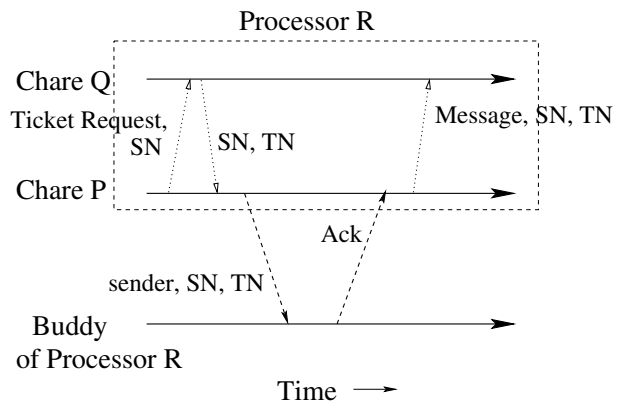 Processor R
Chare Q
Ticket Request,
SN
SN, TN
Message, SN, TN
Chare P
Ack
sender, SN, TN
Buddy
of Processor R
Time